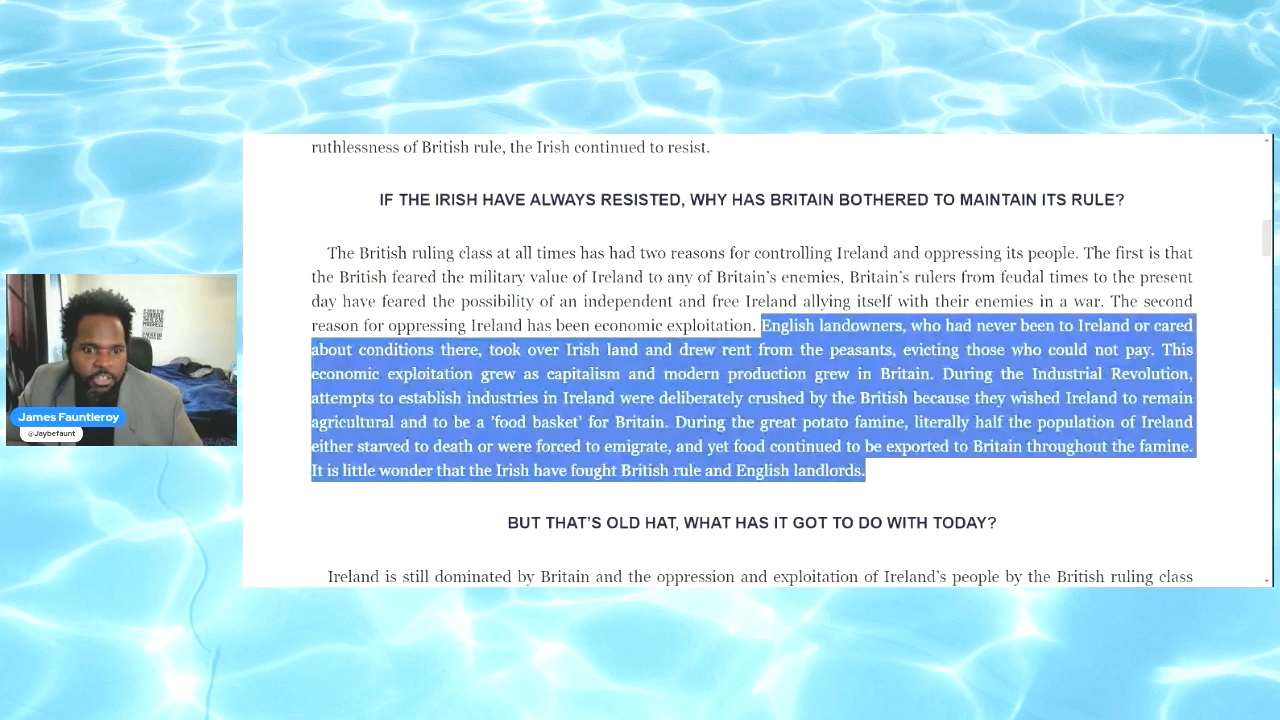 ruthlessness of British rule, the Irish continued to resist.
IF THE IRISH HAVE ALWAYS RESISTED, WHY HAS BRITAIN BOTHERED TO MAINTAIN ITS RULE?
The British ruling class at all times has had two reasons for controlling Ireland and oppressing its people. The first is that
the British feared the military value of Ireland to any of Britain's enemies, Britain's rulers from feudal times to the present
day have feared the possibility of an independent and free Ireland allying itself with their enemies in a war. The second
reason for oppressing Ireland has been economic exploitation. English landowners, who had never been to Ireland or cared
about conditions there, took over Irish land and drew rent from the peasants, evicting those who could not pay. This
economic exploitation grew as capitalism and modern production grew in Britain. During the Industrial Revolution,
attempts to establish industries in Ireland were deliberately crushed by the British because they wished Ireland to remain
agricultural and to be a 'food basket' for Britain. During the great potato famine, literally half the population of Ireland
either starved to death or were forced to emigrate, and yet food continued to be exported to Britain throughout the famine.
It is little wonder that the Irish have fought British rule and English landlords.
BUT THAT'S OLD HAT, WHAT HAS IT GOT TO DO WITH TODAY?
Ireland is still dominated by Britain and the oppression and exploitation of Ireland's people by the British ruling class
James Fauntleroy
@Jaybefaunt